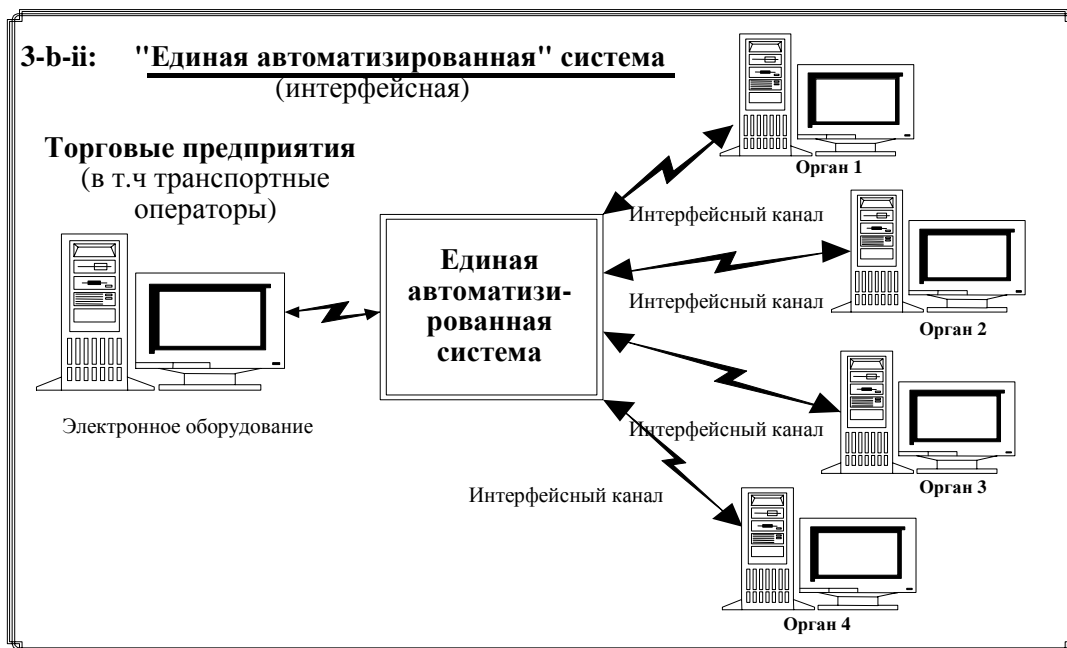 3-b-ii: "Единая автоматизированная" система
(интерфейсная)
Торговые предприятия
(в т.ч транспортные
операторы)
Электронное оборудование
Единая
автоматизи-
рованная
система
Орган 1
Интерфейсный канал
Интерфейсный канал
Орган 2
Интерфейсный канал
Орган 3
Интерфейсный канал
Орган 4